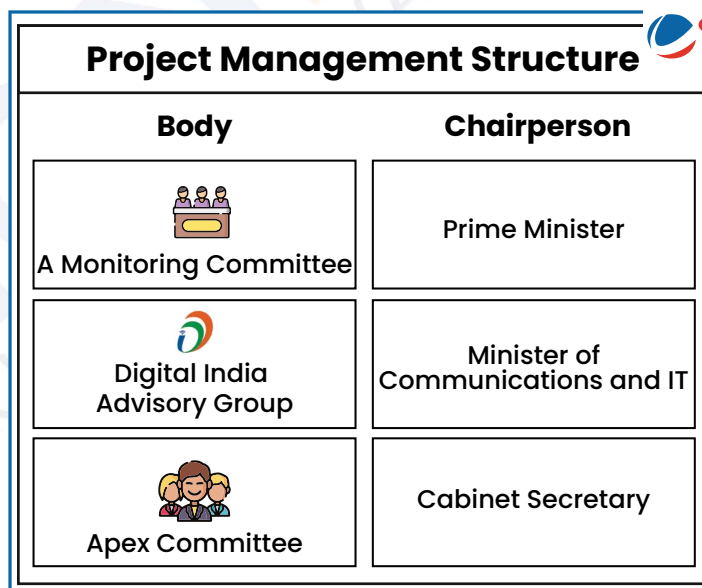 Project Management Structure
Body
Chairperson
A Monitoring Committee
Prime Minister
Digital India
Advisory Group
Minister of
Communications and IT
Apex Committee
Cabinet Secretary